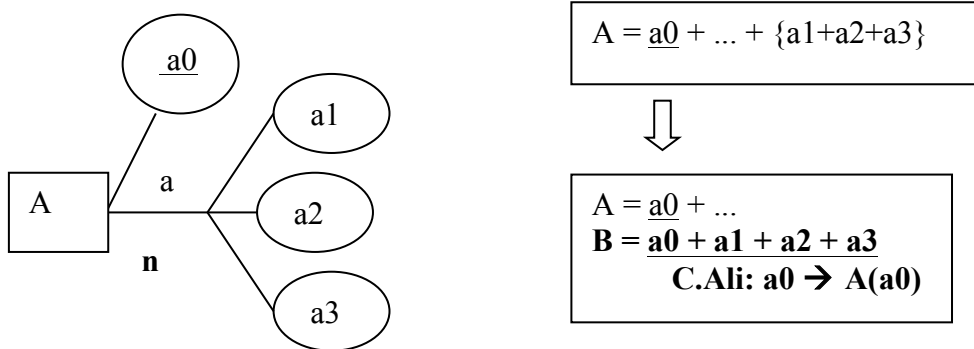 a0
a1
A
a
a2
n
a3
A = a0 + ... + {a1+a2+a3}
A = a0 + ...
B = a0 + a1 + a2 + a3
C.Ali: a0 → A(a0)